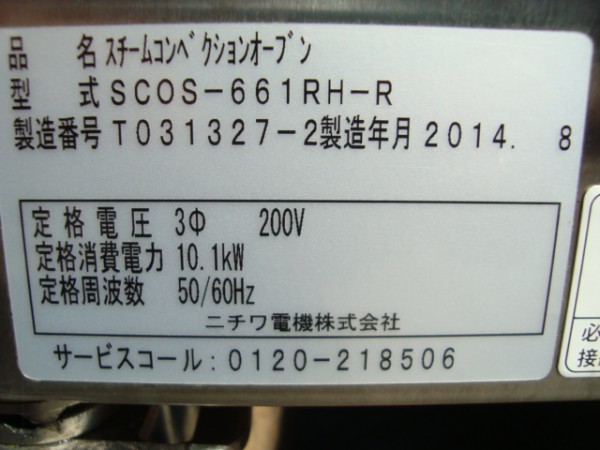 品 名 ｽﾁｰﾑｺﾝﾍﾞｸｼｮﾝｵｰﾌﾞﾝ
型 式 SCOS-661RH-R
製造番号 T031327-2 製造年月 2014. 8
定格電圧 3Φ 200V
定格消費電力 10.1kW
定格周波数 50/60Hz
ニチワ電機株式会社
サービスコール:0120-218506
必
接